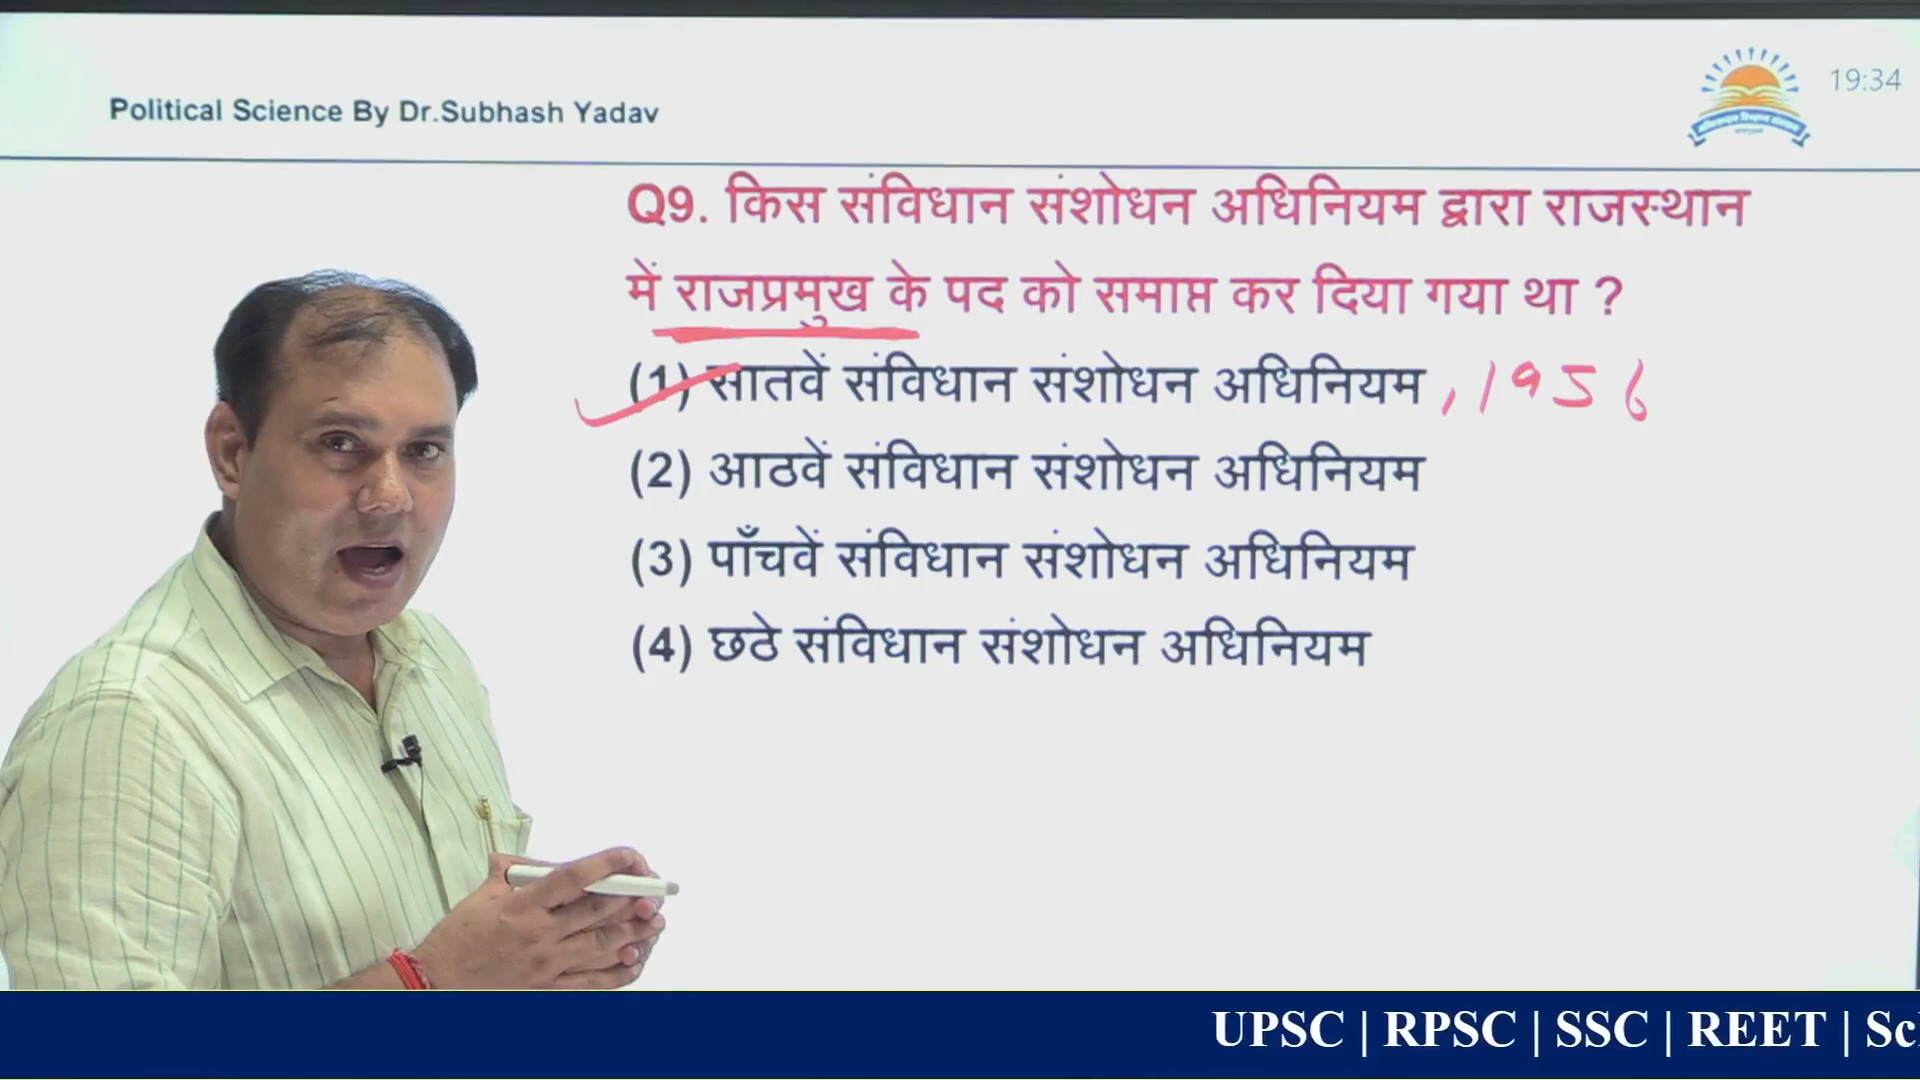 Political Science By Dr.Subhash Yadav
19:34
Q9. किस संविधान संशोधन अधिनियम द्वारा राजस्थान
में राजप्रमुख के पद को समाप्त कर दिया गया था ?
(1) सातवें संविधान संशोधन अधिनियम , 1956
(2) आठवें संविधान संशोधन अधिनियम
(3) पाँचवें संविधान संशोधन अधिनियम
(4) छठे संविधान संशोधन अधिनियम
UPSC | RPSC | SSC | REET |